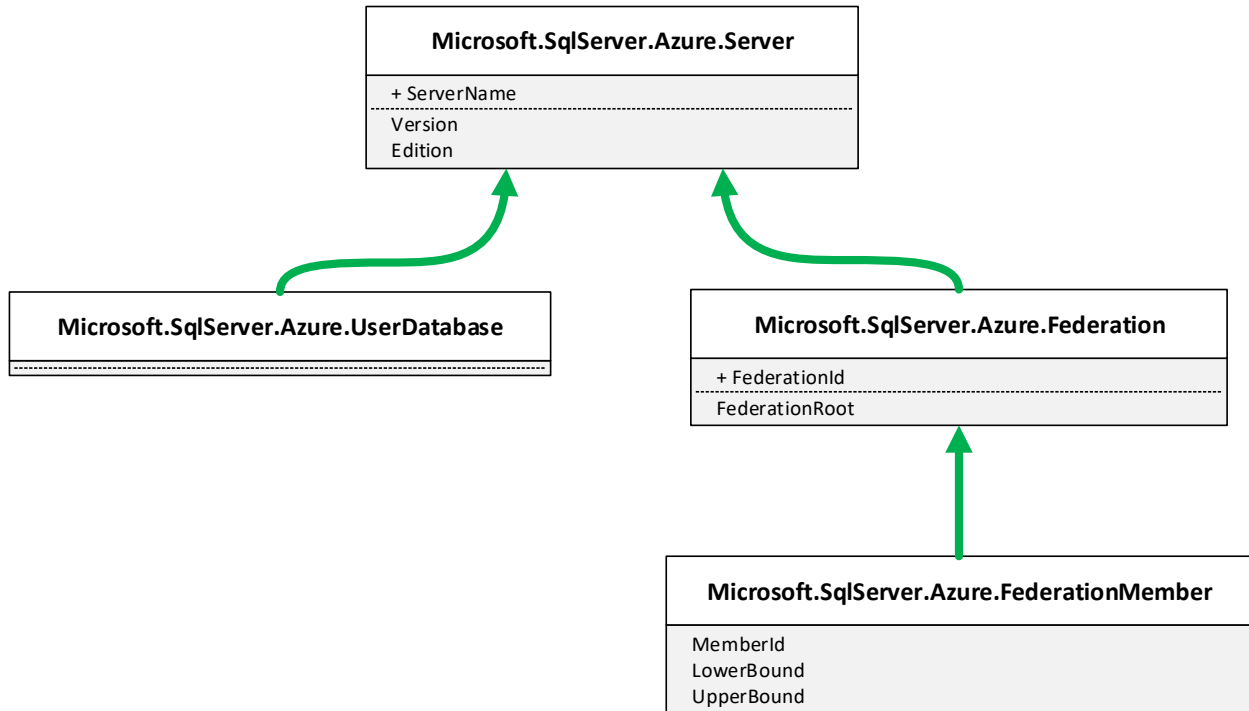 Microsoft.SqlServer.Azure.Server
+ ServerName
Version
Edition
Microsoft.SqlServer.Azure.UserDatabase
Microsoft.SqlServer.Azure.Federation
+ FederationId
FederationRoot
Microsoft.SqlServer.Azure.FederationMember
MemberId
LowerBound
UpperBound